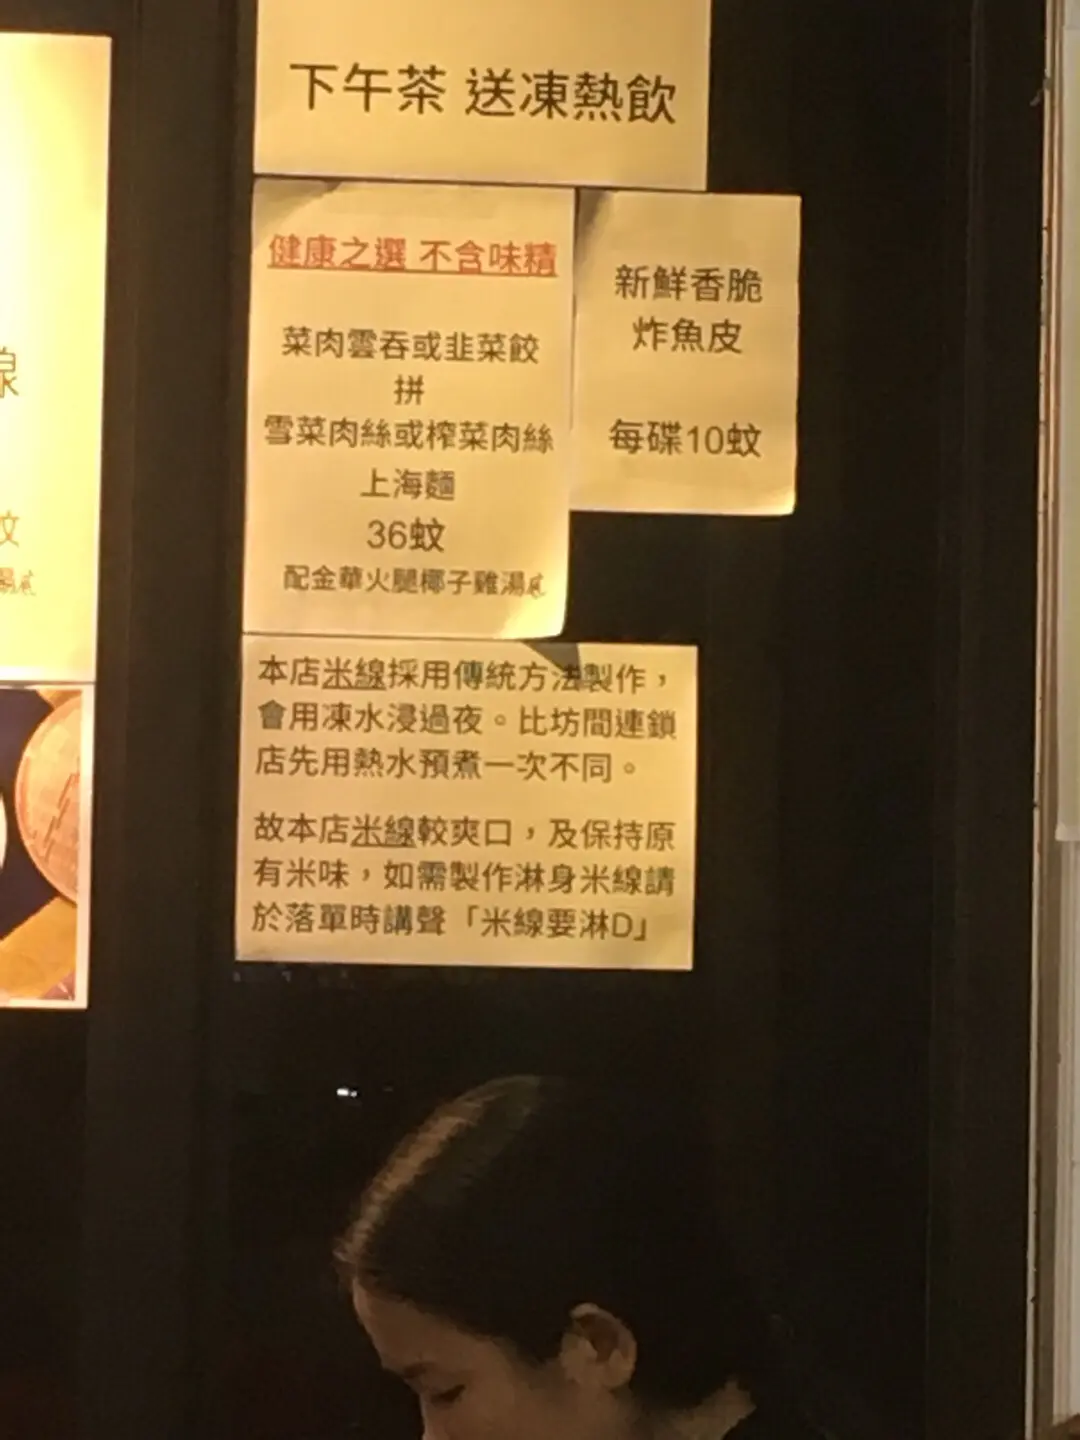 下午茶 送凍熱飲
健康之選 不含味精
菜肉雲吞或韭菜餃
拼
雪菜肉絲或榨菜肉絲
上海麵
36蚊
配金華火腿椰子雞湯底
新鮮香脆
炸魚皮
每碟10蚊
本店米線採用傳統方法製作，
會用凍水浸過夜。比坊間連鎖
店先用熱水預煮一次不同。
故本店米線較爽口，及保持原
有米味，如需製作淋身米線請
於落單時講聲「米線要淋D」
線
蚊